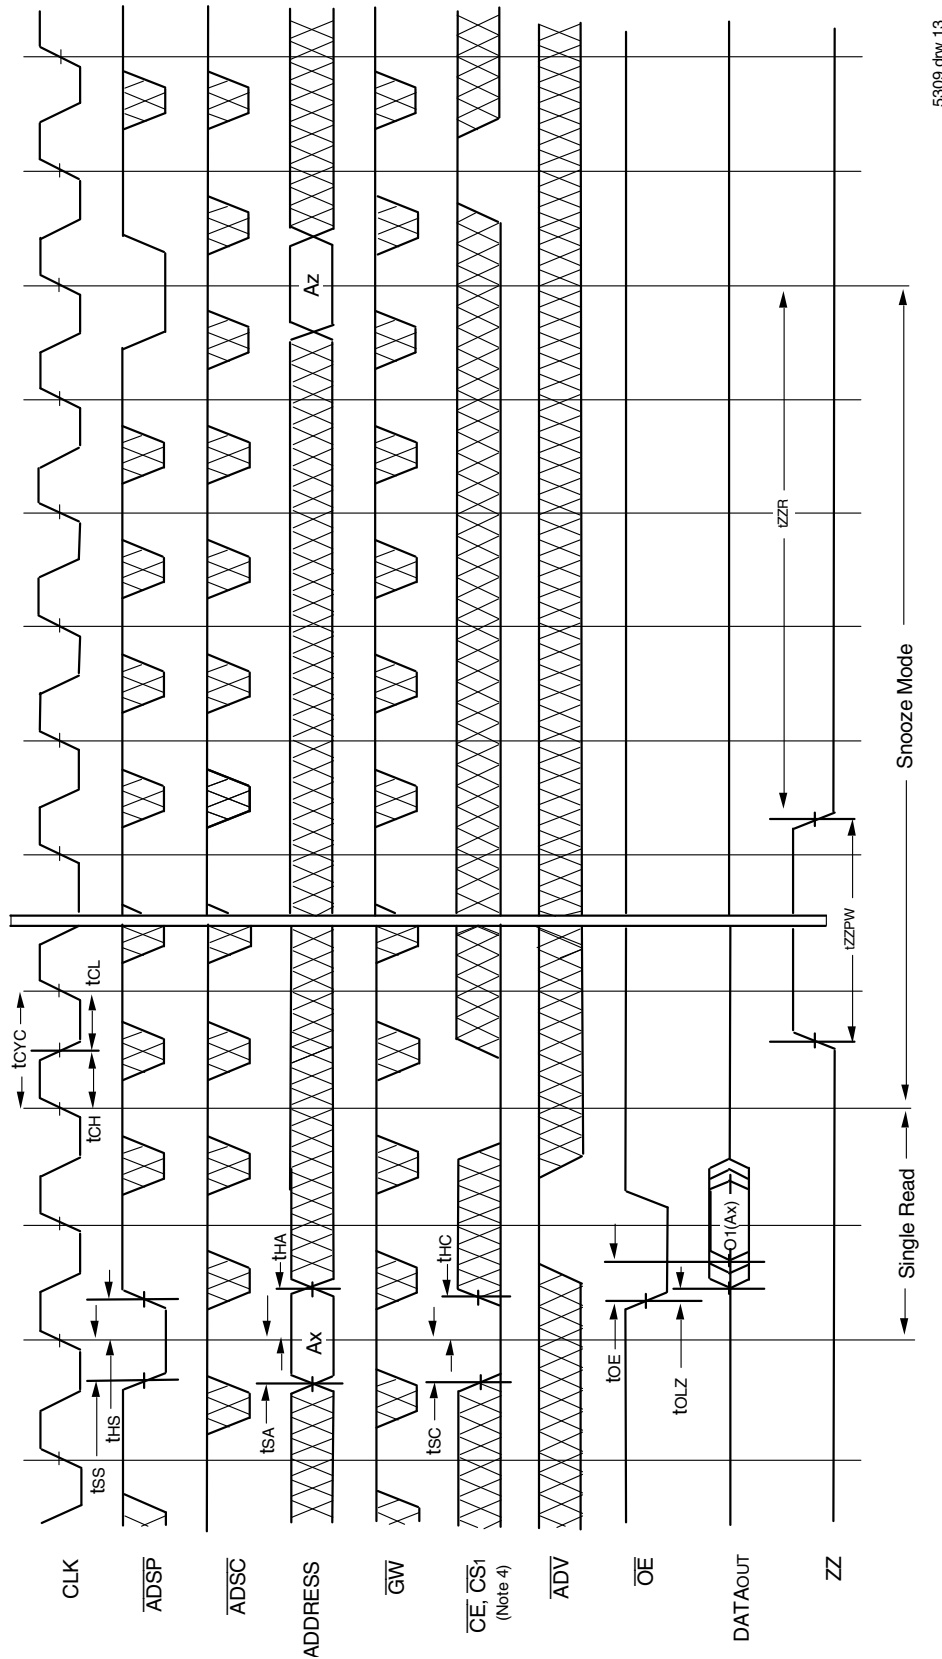 CLK
tSS
tHS
tCH
tCYC
tCL
ADSP
ADSC
ADDRESS
tSA
Ax
tHA
Az
GW
CE, CS1
(Note 4)
tSC
tHC
ADV
OE
tOE
tOLZ
DATAOUT
O1(Ax)
ZZ
tZZPW
tZZR
Single Read
Snooze Mode
5309 drw 13